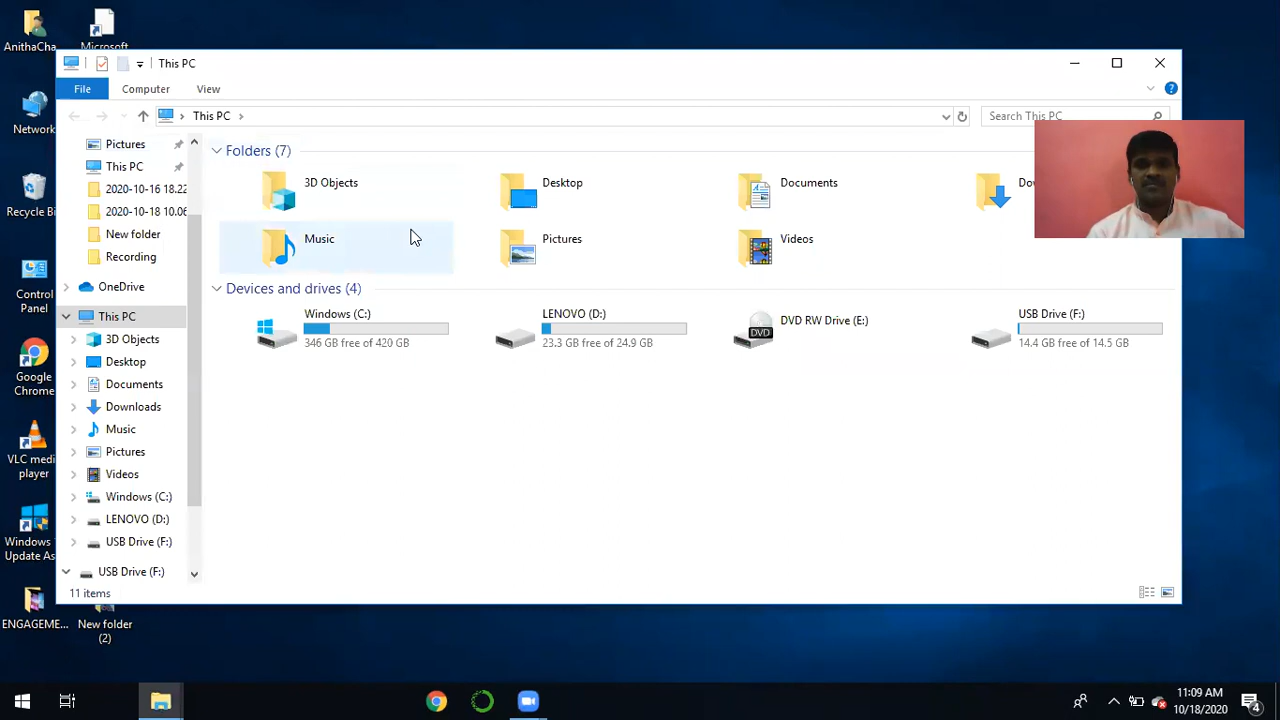 AnithaCha...
Microsoft
Network
Recycle Bi
Control
Panel
Google
Chrome
VLC medi
player
Windows
Update As
ENGAGEME...
New folder
(2)
This PC
File
Computer
View
This PC
Search This PC
Pictures
This PC
2020-10-16 18.22
2020-10-18 10.06
New folder
Recording
OneDrive
This PC
3D Objects
Desktop
Documents
Downloads
Music
Pictures
Videos
Windows (C:)
LENOVO (D:)
USB Drive (F:)
USB Drive (F:)
Folders (7)
3D Objects
Desktop
Documents
Dow
Music
Pictures
Videos
Devices and drives (4)
Windows (C:)
346 GB free of 420 GB
LENOVO (D:)
23.3 GB free of 24.9 GB
DVD RW Drive (E:)
DVD
USB Drive (F:)
14.4 GB free of 14.5 GB
11 items
11:09 AM
10/18/2020
4